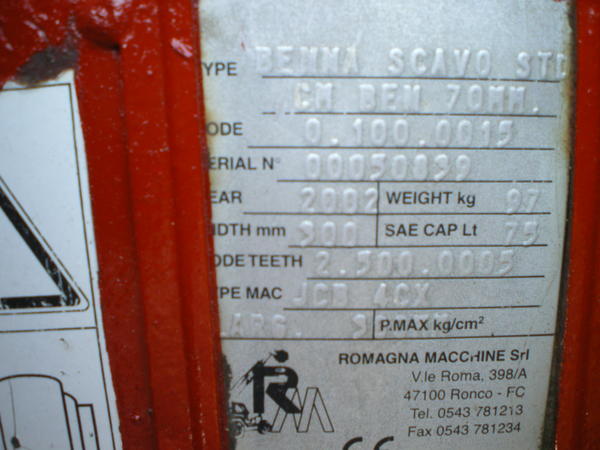 YPE BENNA SCAVO STD
CM BEN 70MM.
ODE 0.100.0015
ERIAL N° 00050839
EAR 2002 WEIGHT kg 97
IDTH mm 300 SAE CAP Lt 75
ODE TEETH 2.500.0005
YPE MAC JCB 4CX
LARG. P.MAX kg/cm²
ROMAGNA MACCHINE Srl
V.le Roma, 398/A
47100 Ronco - FC
Tel. 0543 781213
Fax 0543 781234
RM
CE